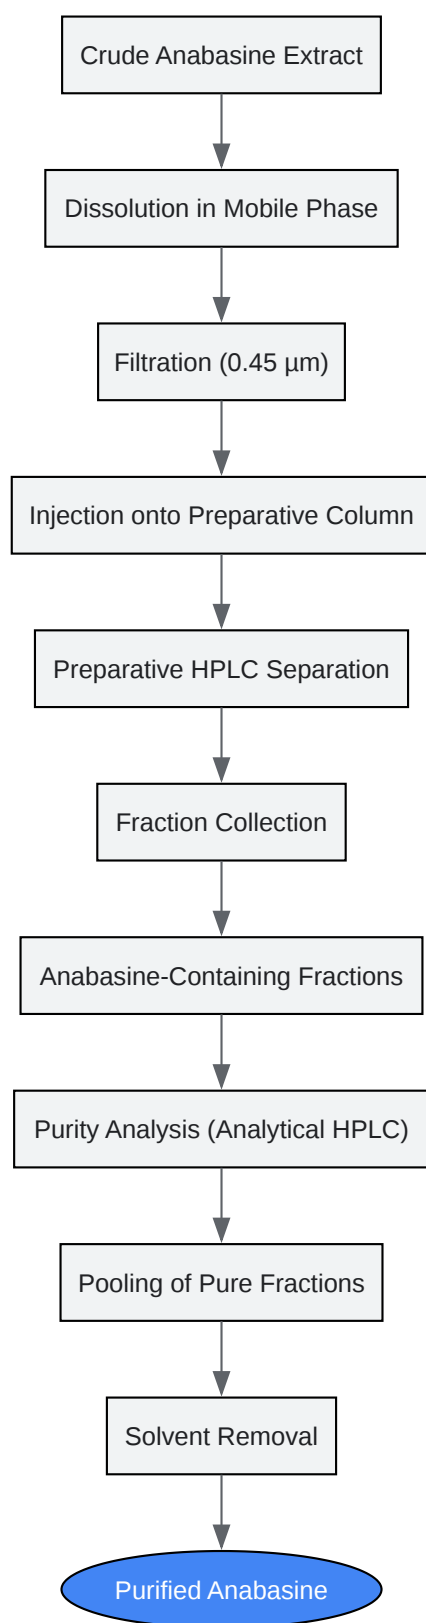 Crude Anabasine Extract
Dissolution in Mobile Phase
Filtration (0.45 µm)
Injection onto Preparative Column
Preparative HPLC Separation
Fraction Collection
Anabasine-Containing Fractions
Purity Analysis (Analytical HPLC)
Pooling of Pure Fractions
Solvent Removal
Purified Anabasine